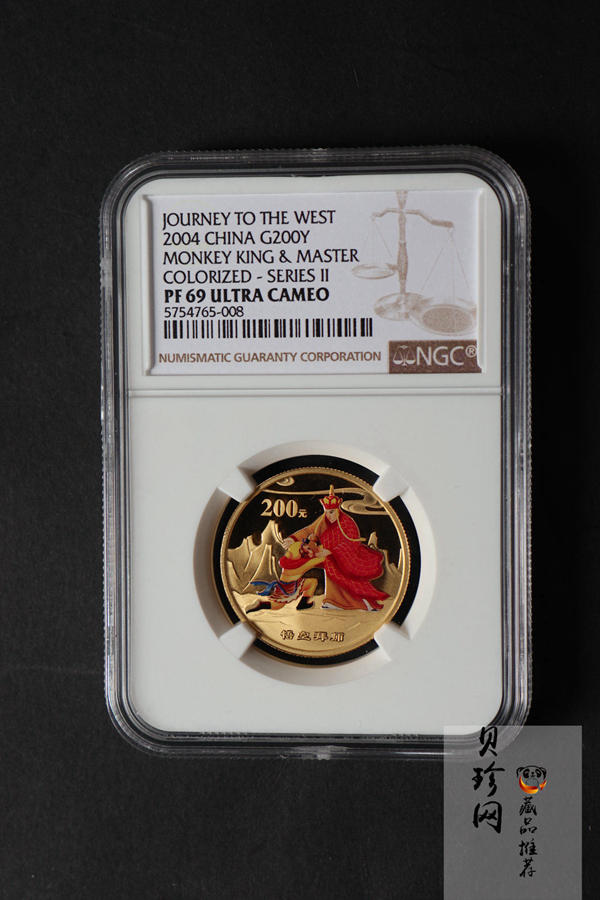 JOURNEY TO THE WEST
2004 CHINA G200Y
MONKEY KING & MASTER
COLORIZED - SERIES II
PF 69 ULTRA CAMEO
5754765-008
NUMISMATIC GUARANTY CORPORATION
NGC®
200元
悟空拜师
贝珍网
藏品推荐